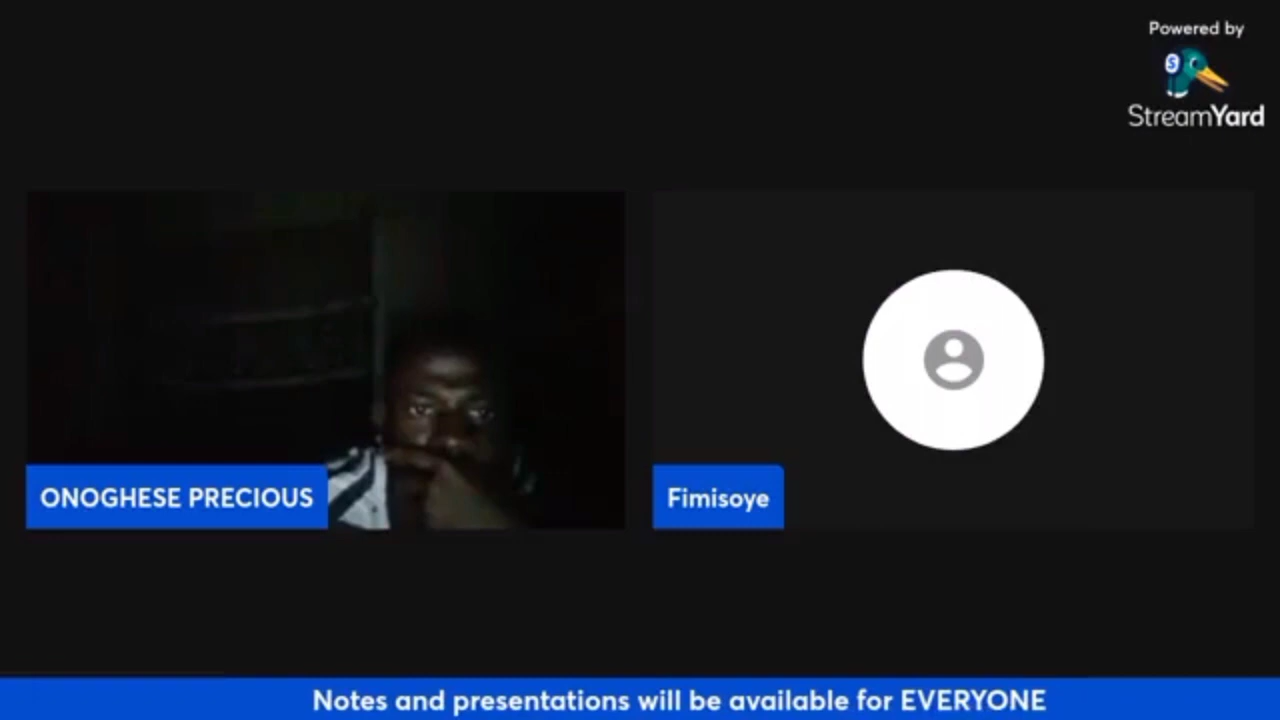 Powered by
S
StreamYard
ONOGHESE PRECIOUS
Fimisoye
Notes and presentations will be available for EVERYONE